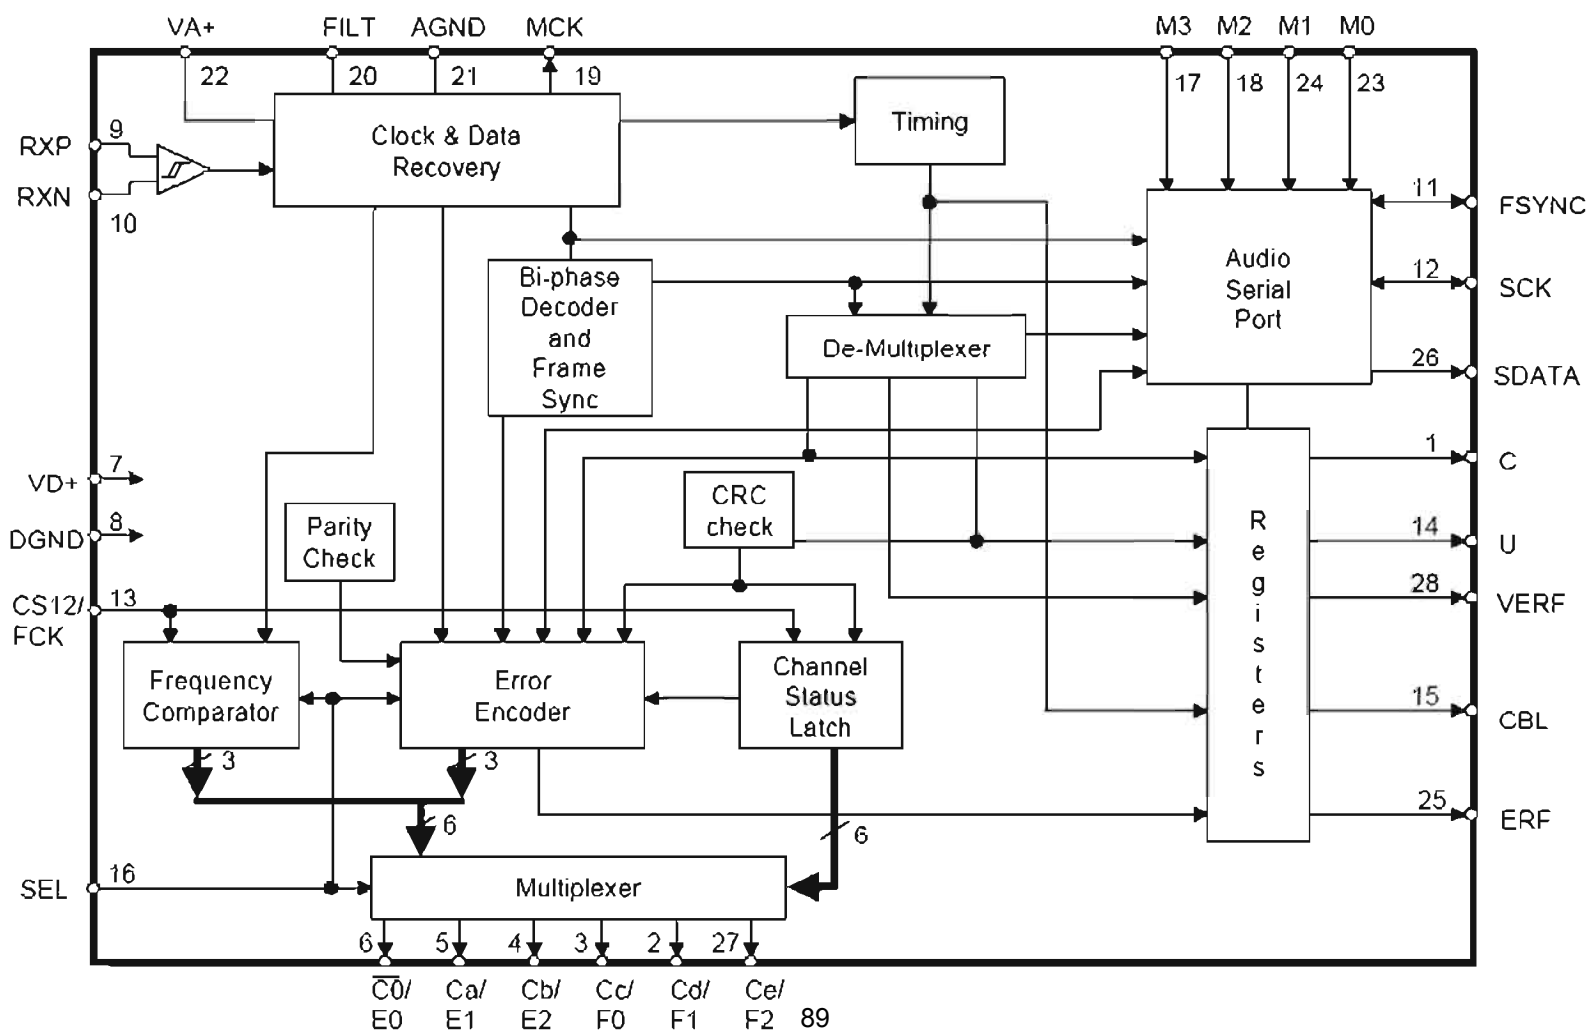 VA+ FILT AGND MCK M3 M2 M1 M0
22 20 21 19 17 18 24 23
RXP 9
RXN 10
Clock & Data
Recovery
Timing
11 FSYNC
12 SCK
26 SDATA
Audio
Serial
Port
Bi-phase
Decoder
and
Frame
Sync
De-Multiplexer
VD+ 7
DGND 8
CS12/ 13
FCK
Parity
Check
CRC
check
Registers
1 C
14 U
28 VERF
15 CBL
25 ERF
Frequency
Comparator
Error
Encoder
Channel
Status
Latch
3 3
6 6
SEL 16
Multiplexer
6 5 4 3 2 27
C0/ Ca/ Cb/ Cc/ Cd/ Ce/
E0 E1 E2 F0 F1 F2 89